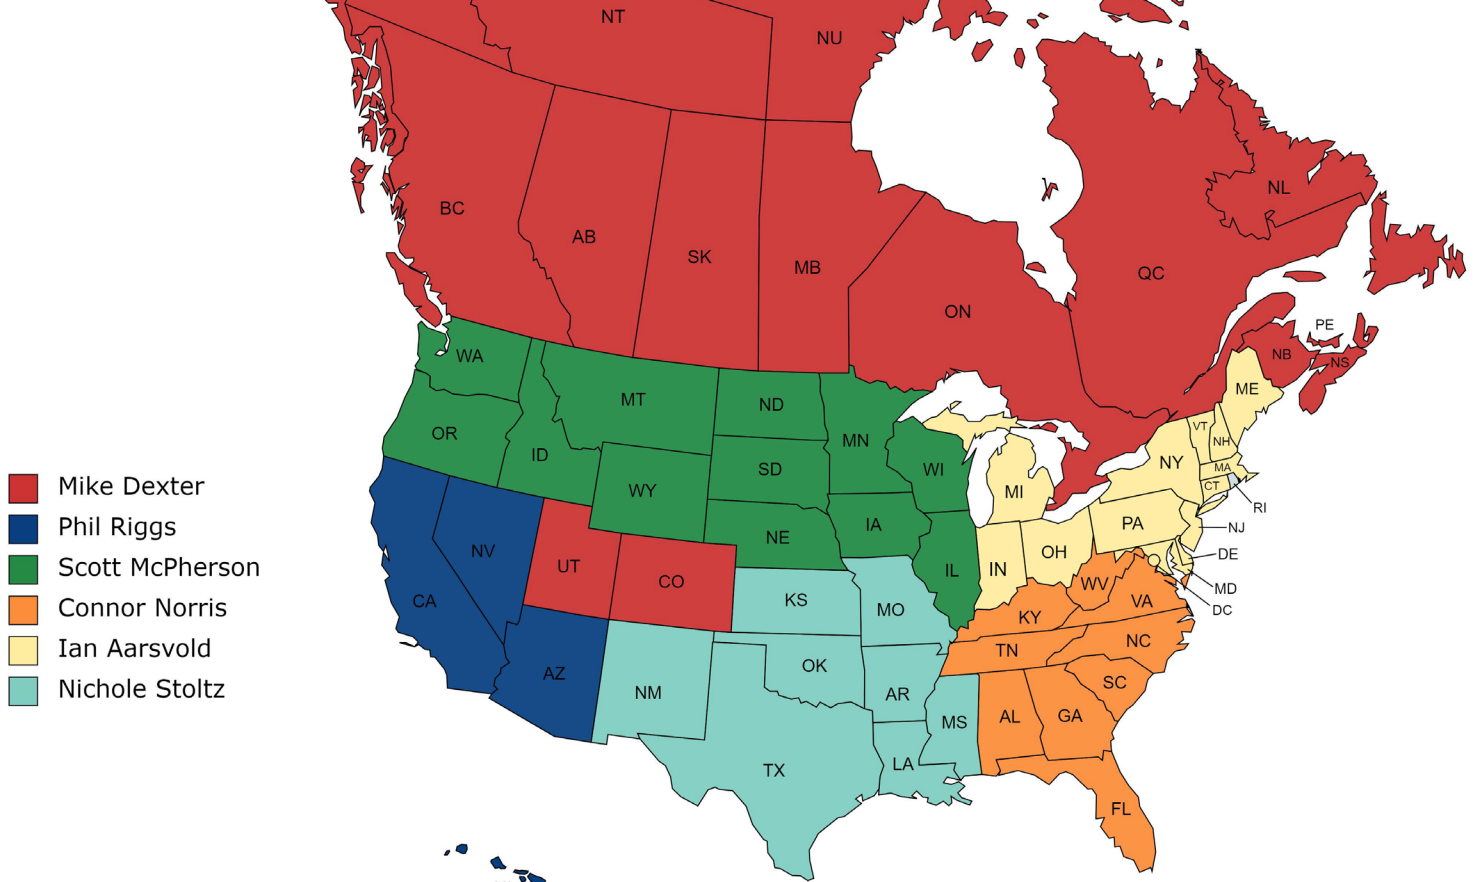 NT
NU
BC
AB
SK
MB
ON
QC
NL
PE
NB
NS
WA
OR
ID
MT
ND
MN
SD
WI
WY
NE
IA
IL
MI
IN
OH
PA
NY
VT
NH
ME
MA
CT
RI
NJ
DE
MD
DC
CA
NV
UT
CO
AZ
NM
KS
MO
OK
AR
TX
LA
MS
KY
WV
VA
TN
NC
SC
AL
GA
FL
Mike Dexter
Phil Riggs
Scott McPherson
Connor Norris
Ian Aarsvold
Nichole Stoltz